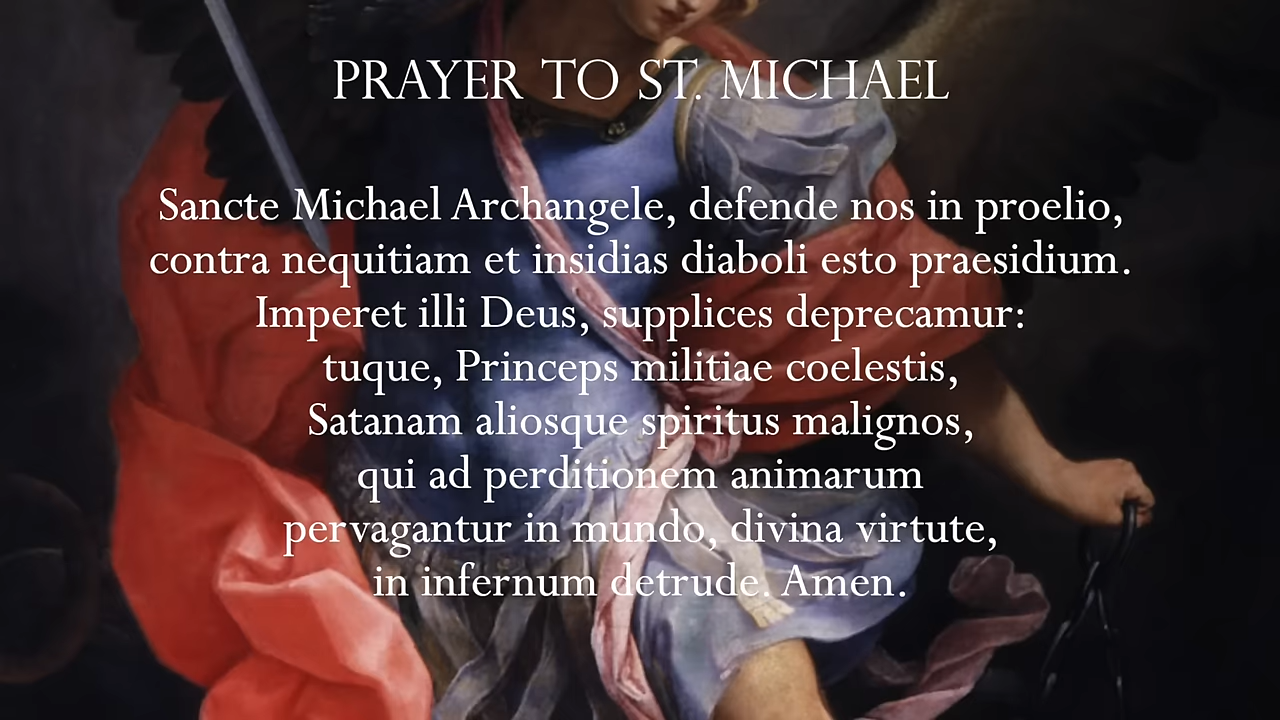 PRAYER TO ST. MICHAEL
Sancte Michael Archangele, defende nos in proelio,
contra nequitiam et insidias diaboli esto praesidium.
Imperet illi Deus, supplices deprecamur:
tuque, Princeps militiae coelestis,
Satanam aliosque spiritus malignos,
qui ad perditionem animarum
pervagantur in mundo, divina virtute,
in infernum detrude. Amen.